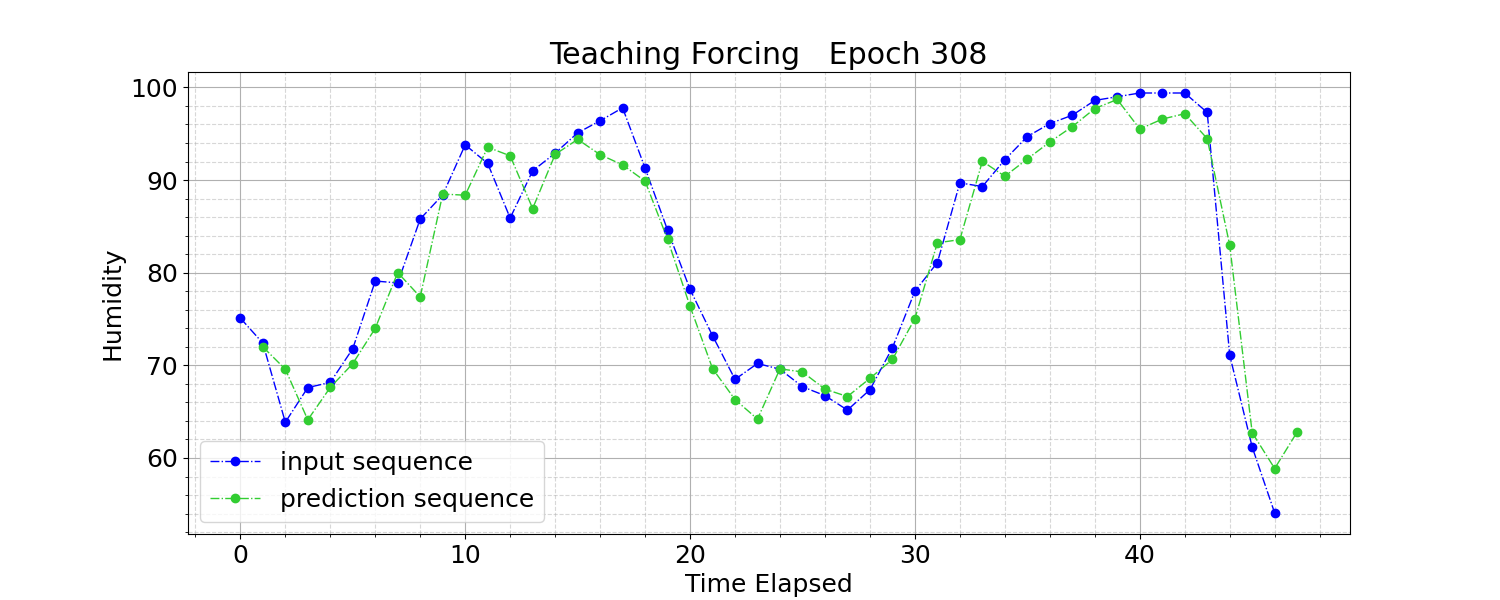 Teaching Forcing   Epoch 308
100
90
80
70
60
Humidity
input sequence
prediction sequence
0 10 20 30 40
Time Elapsed